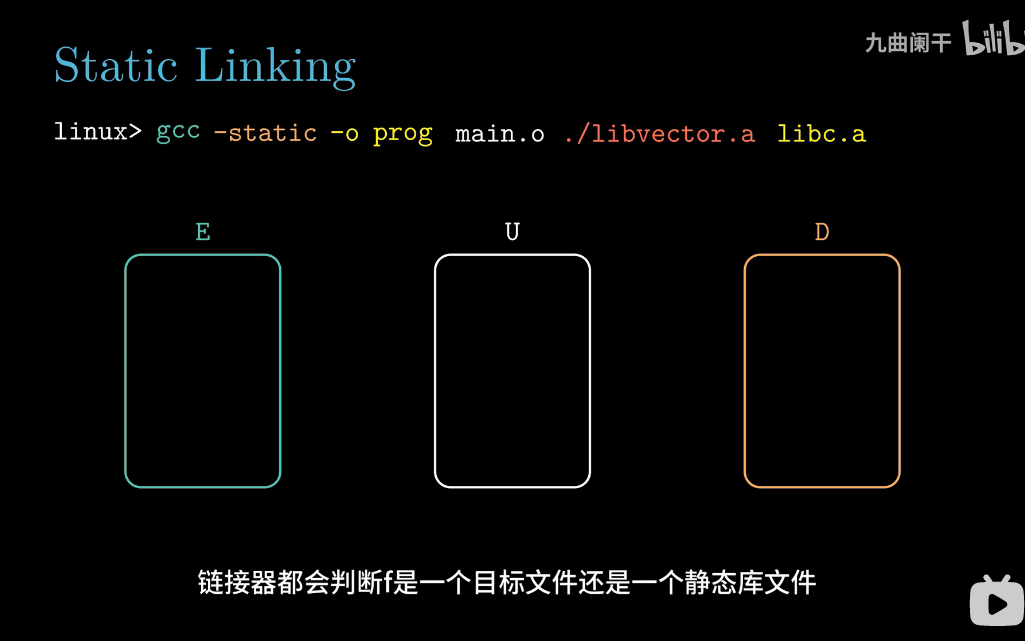 九曲阑干 bilib
Static Linking
linux> gcc -static -o prog main.o ./libvector.a libc.a
E U D
链接器都会判断f是一个目标文件还是一个静态库文件